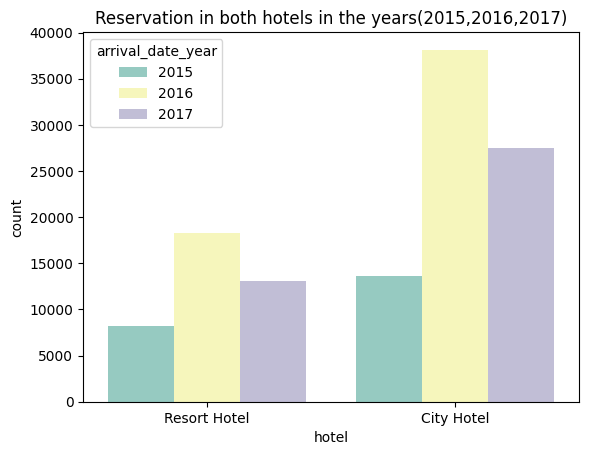 Reservation in both hotels in the years(2015,2016,2017)
arrival_date_year
2015
2016
2017
40000
35000
30000
25000
20000
15000
10000
5000
0
count
Resort Hotel
City Hotel
hotel